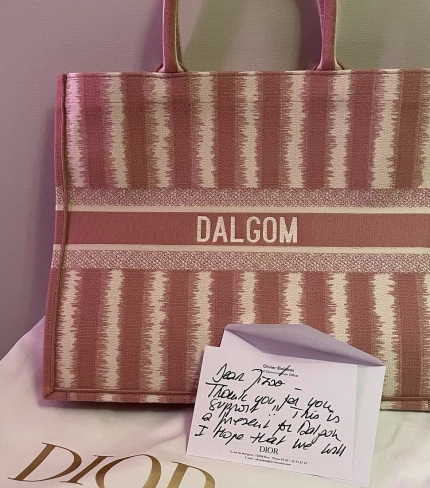 DALGOM
Dear Jisoo -
Thank you for your
support !! This is
a present for Dalgom
I Hope that we will
DIOR
DIOR